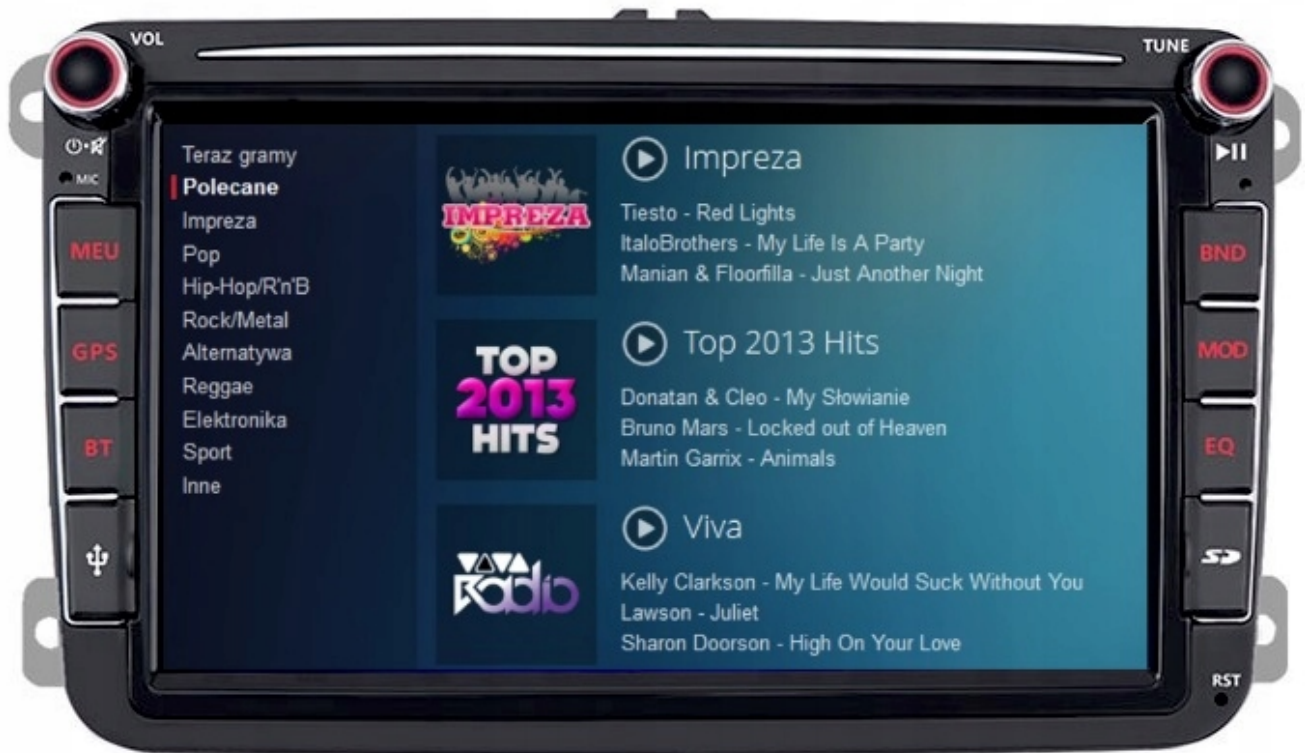 VOL
TUNE
MIC
MEU
GPS
BT
Teraz gramy
Polecane
Impreza
Pop
Hip-Hop/R'n'B
Rock/Metal
Alternatywa
Reggae
Elektronika
Sport
Inne
IMPREZA
Impreza
Tiesto - Red Lights
ItaloBrothers - My Life Is A Party
Manian & Floorfilla - Just Another Night
TOP
2013
HITS
Top 2013 Hits
Donatan & Cleo - My Słowianie
Bruno Mars - Locked out of Heaven
Martin Garrix - Animals
VIVA
Radio
Viva
Kelly Clarkson - My Life Would Suck Without You
Lawson - Juliet
Sharon Doorson - High On Your Love
BND
MOD
EQ
SD
RST